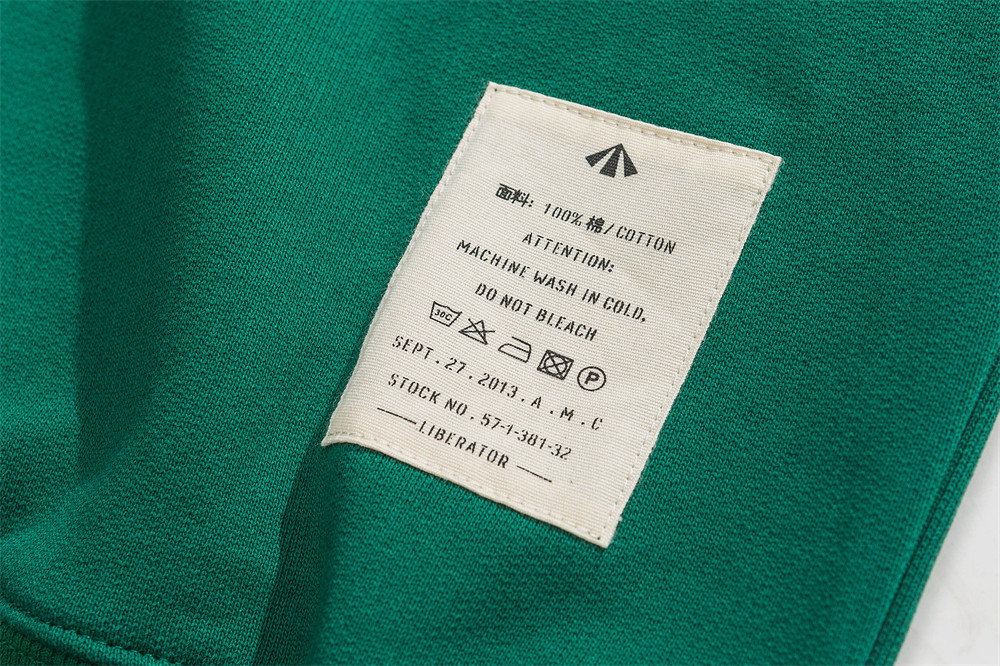 面料: 100% 棉/COTTON
ATTENTION:
MACHINE WASH IN COLD,
DO NOT BLEACH
30C P
SEPT.27.2013.A.M.C
STOCK NO.57-1-381-32
LIBERATOR